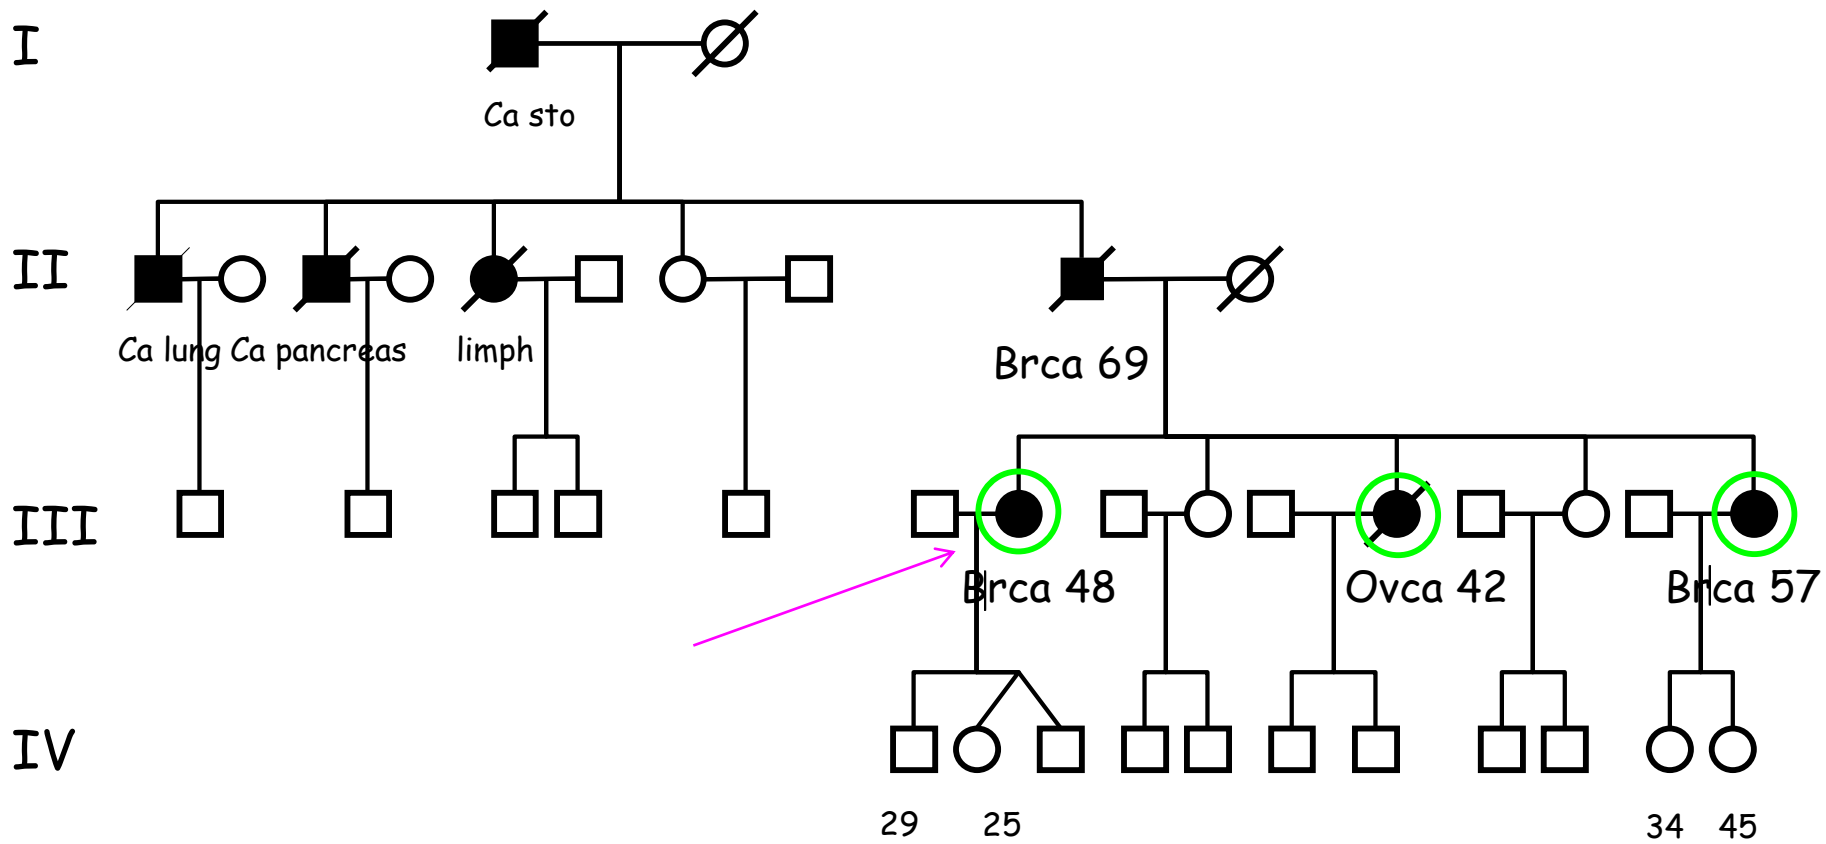 I
Ca sto
II
Ca lung Ca pancreas limph
Brca 69
III
Brca 48 Ovca 42 Brca 57
IV
29 25 34 45